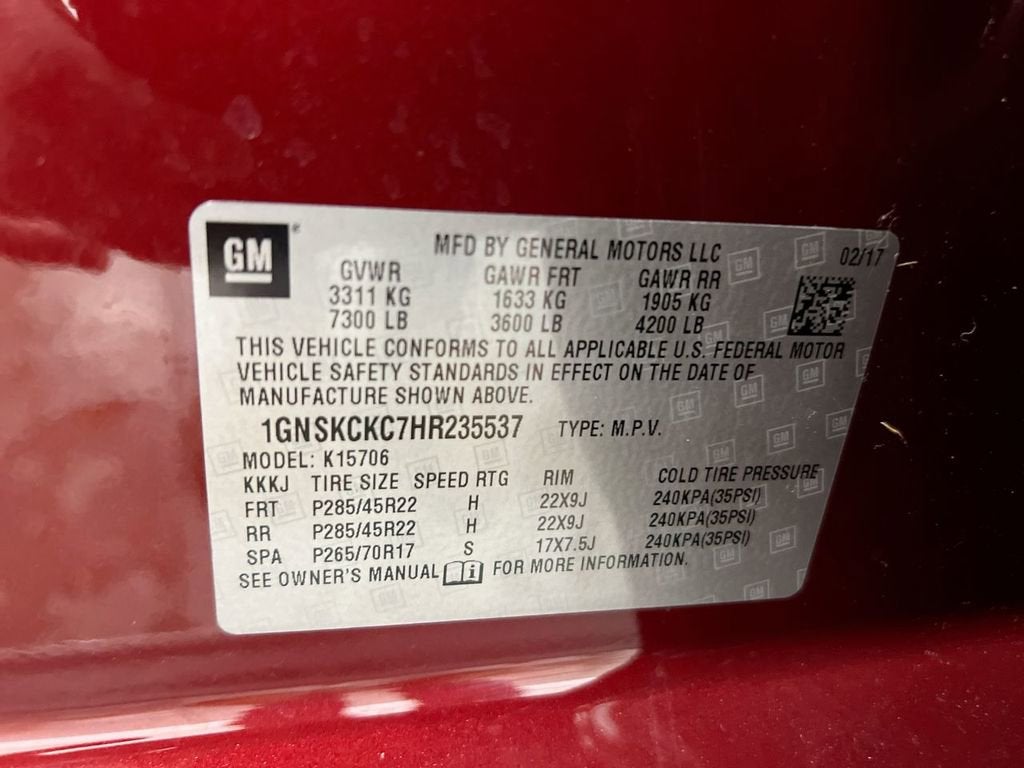 GM
MFD BY GENERAL MOTORS LLC 02/17
GVWR GAWR FRT GAWR RR
3311 KG 1633 KG 1905 KG
7300 LB 3600 LB 4200 LB
THIS VEHICLE CONFORMS TO ALL APPLICABLE U.S. FEDERAL MOTOR
VEHICLE SAFETY STANDARDS IN EFFECT ON THE DATE OF
MANUFACTURE SHOWN ABOVE.
1GNSKCKC7HR235537 TYPE: M.P.V.
MODEL: K15706
KKKJ TIRE SIZE SPEED RTG RIM COLD TIRE PRESSURE
FRT P285/45R22 H 22X9J 240KPA(35PSI)
RR P285/45R22 H 22X9J 240KPA(35PSI)
SPA P265/70R17 S 17X7.5J 240KPA(35PSI)
SEE OWNER'S MANUAL i FOR MORE INFORMATION.